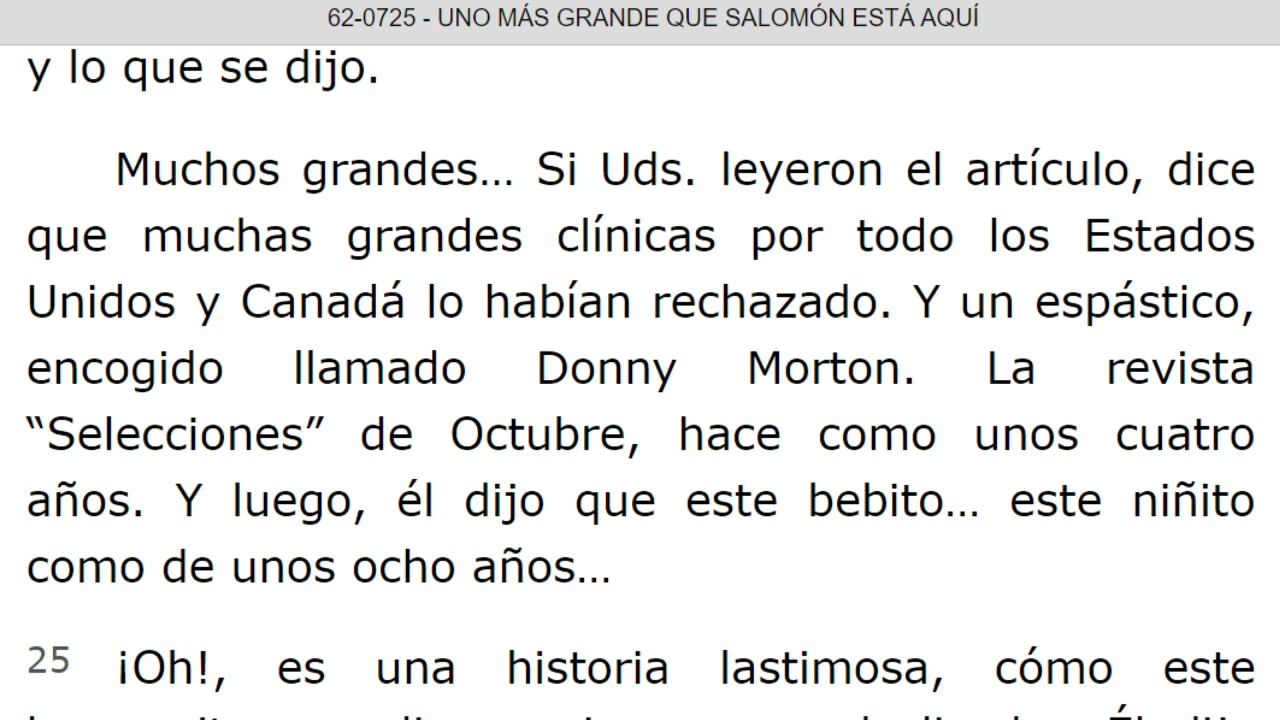 62-0725 - UNO MÁS GRANDE QUE SALOMÓN ESTÁ AQUÍ
y lo que se dijo.
Muchos grandes… Si Uds. leyeron el artículo, dice
que muchas grandes clínicas por todo los Estados
Unidos y Canadá lo habían rechazado. Y un espástico,
encogido llamado Donny Morton. La revista
“Selecciones” de Octubre, hace como unos cuatro
años. Y luego, él dijo que este bebito… este niñito
como de unos ocho años…
25 ¡Oh!, es una historia lastimosa, cómo este